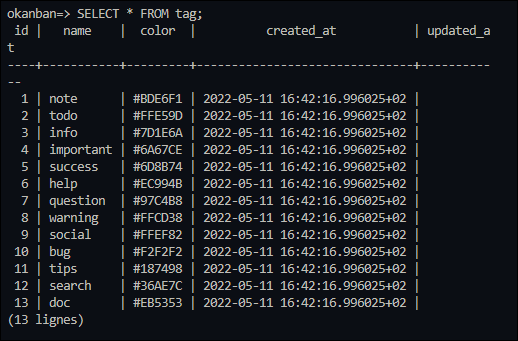 okanban=> SELECT * FROM tag;
 id |   name    |  color  |          created_at           | updated_a
t
----+-----------+---------+-------------------------------+----------
--
  1 | note      | #BDE6F1 | 2022-05-11 16:42:16.996025+02 |
  2 | todo      | #FFE59D | 2022-05-11 16:42:16.996025+02 |
  3 | info      | #7D1E6A | 2022-05-11 16:42:16.996025+02 |
  4 | important | #6A67CE | 2022-05-11 16:42:16.996025+02 |
  5 | success   | #6D8B74 | 2022-05-11 16:42:16.996025+02 |
  6 | help      | #EC994B | 2022-05-11 16:42:16.996025+02 |
  7 | question  | #97C4B8 | 2022-05-11 16:42:16.996025+02 |
  8 | warning   | #FFCD38 | 2022-05-11 16:42:16.996025+02 |
  9 | social    | #FFEF82 | 2022-05-11 16:42:16.996025+02 |
 10 | bug       | #F2F2F2 | 2022-05-11 16:42:16.996025+02 |
 11 | tips      | #187498 | 2022-05-11 16:42:16.996025+02 |
 12 | search    | #36AE7C | 2022-05-11 16:42:16.996025+02 |
 13 | doc       | #EB5353 | 2022-05-11 16:42:16.996025+02 |
(13 lignes)